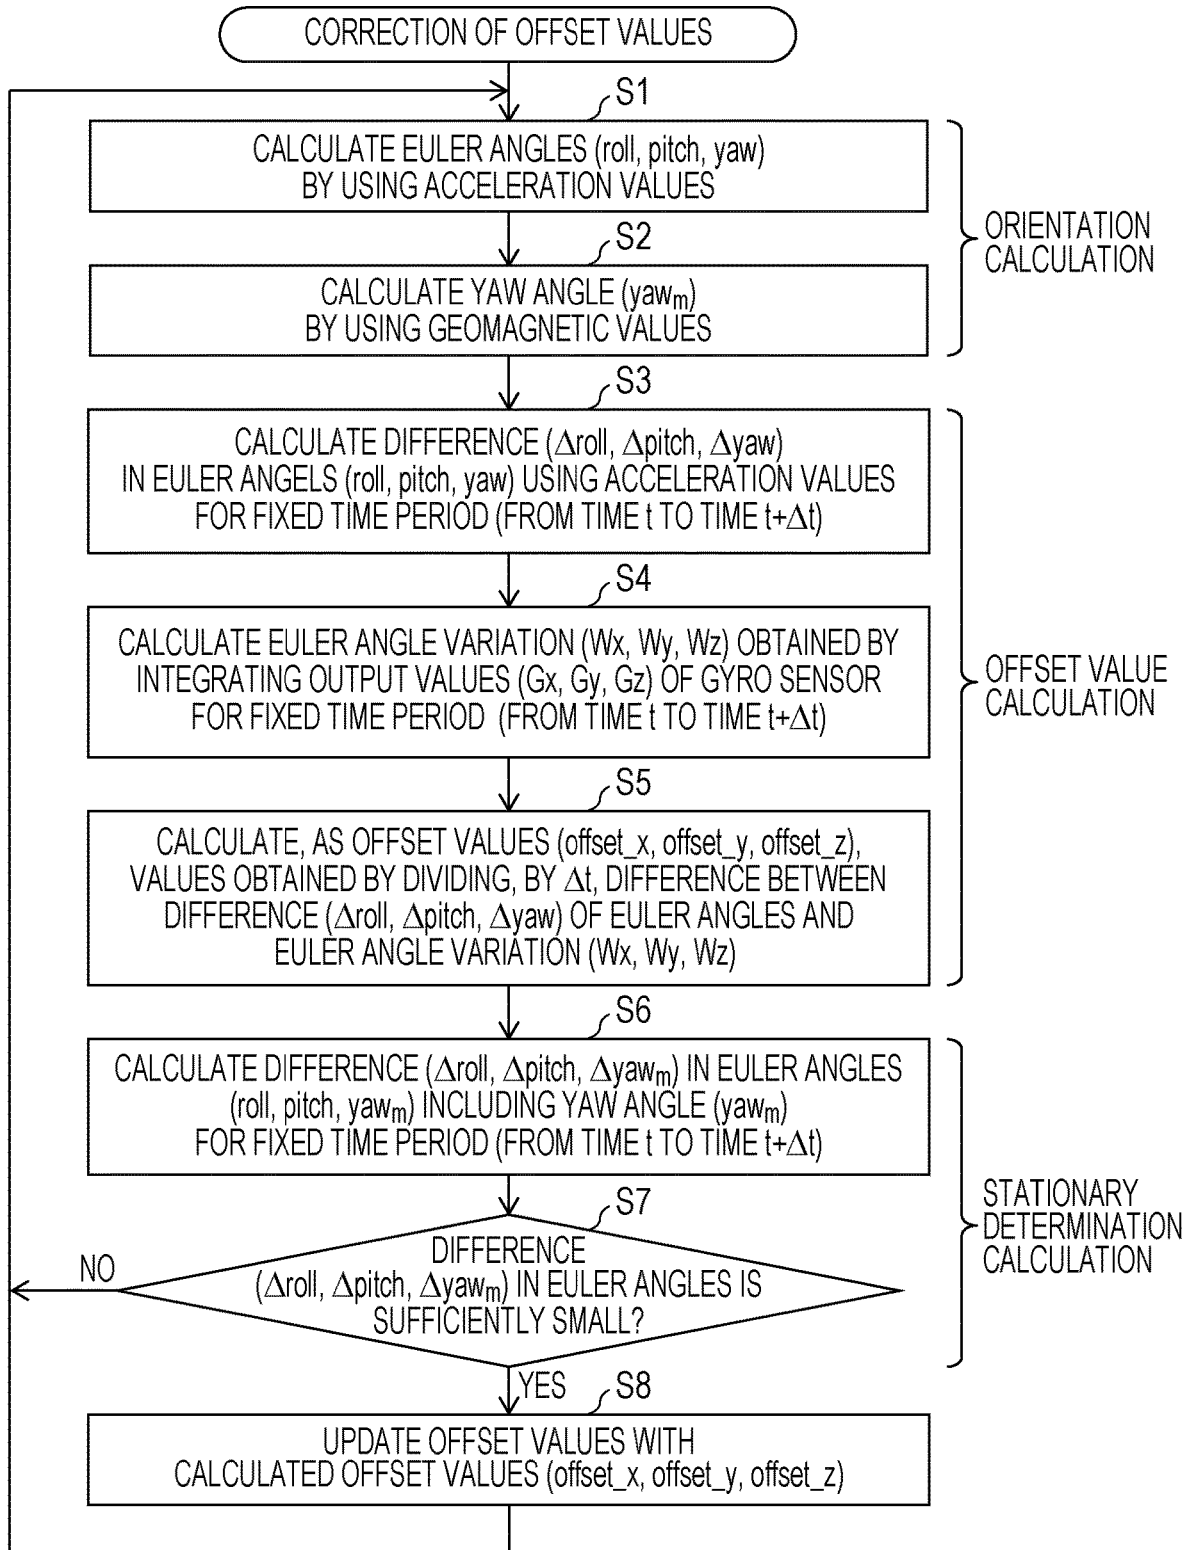 CORRECTION OF OFFSET VALUES
S1
CALCULATE EULER ANGLES (roll, pitch, yaw)
BY USING ACCELERATION VALUES
S2
CALCULATE YAW ANGLE (yawm)
BY USING GEOMAGNETIC VALUES
ORIENTATION
CALCULATION
S3
CALCULATE DIFFERENCE (Δroll, Δpitch, Δyaw)
IN EULER ANGELS (roll, pitch, yaw) USING ACCELERATION VALUES
FOR FIXED TIME PERIOD (FROM TIME t TO TIME t+Δt)
S4
CALCULATE EULER ANGLE VARIATION (Wx, Wy, Wz) OBTAINED BY
INTEGRATING OUTPUT VALUES (Gx, Gy, Gz) OF GYRO SENSOR
FOR FIXED TIME PERIOD (FROM TIME t TO TIME t+Δt)
OFFSET VALUE
CALCULATION
S5
CALCULATE, AS OFFSET VALUES (offset_x, offset_y, offset_z),
VALUES OBTAINED BY DIVIDING, BY Δt, DIFFERENCE BETWEEN
DIFFERENCE (Δroll, Δpitch, Δyaw) OF EULER ANGLES AND
EULER ANGLE VARIATION (Wx, Wy, Wz)
S6
CALCULATE DIFFERENCE (Δroll, Δpitch, Δyawm) IN EULER ANGLES
(roll, pitch, yawm) INCLUDING YAW ANGLE (yawm)
FOR FIXED TIME PERIOD (FROM TIME t TO TIME t+Δt)
S7
DIFFERENCE
(Δroll, Δpitch, Δyawm) IN EULER ANGLES IS
SUFFICIENTLY SMALL?
NO
STATIONARY
DETERMINATION
CALCULATION
YES
S8
UPDATE OFFSET VALUES WITH
CALCULATED OFFSET VALUES (offset_x, offset_y, offset_z)